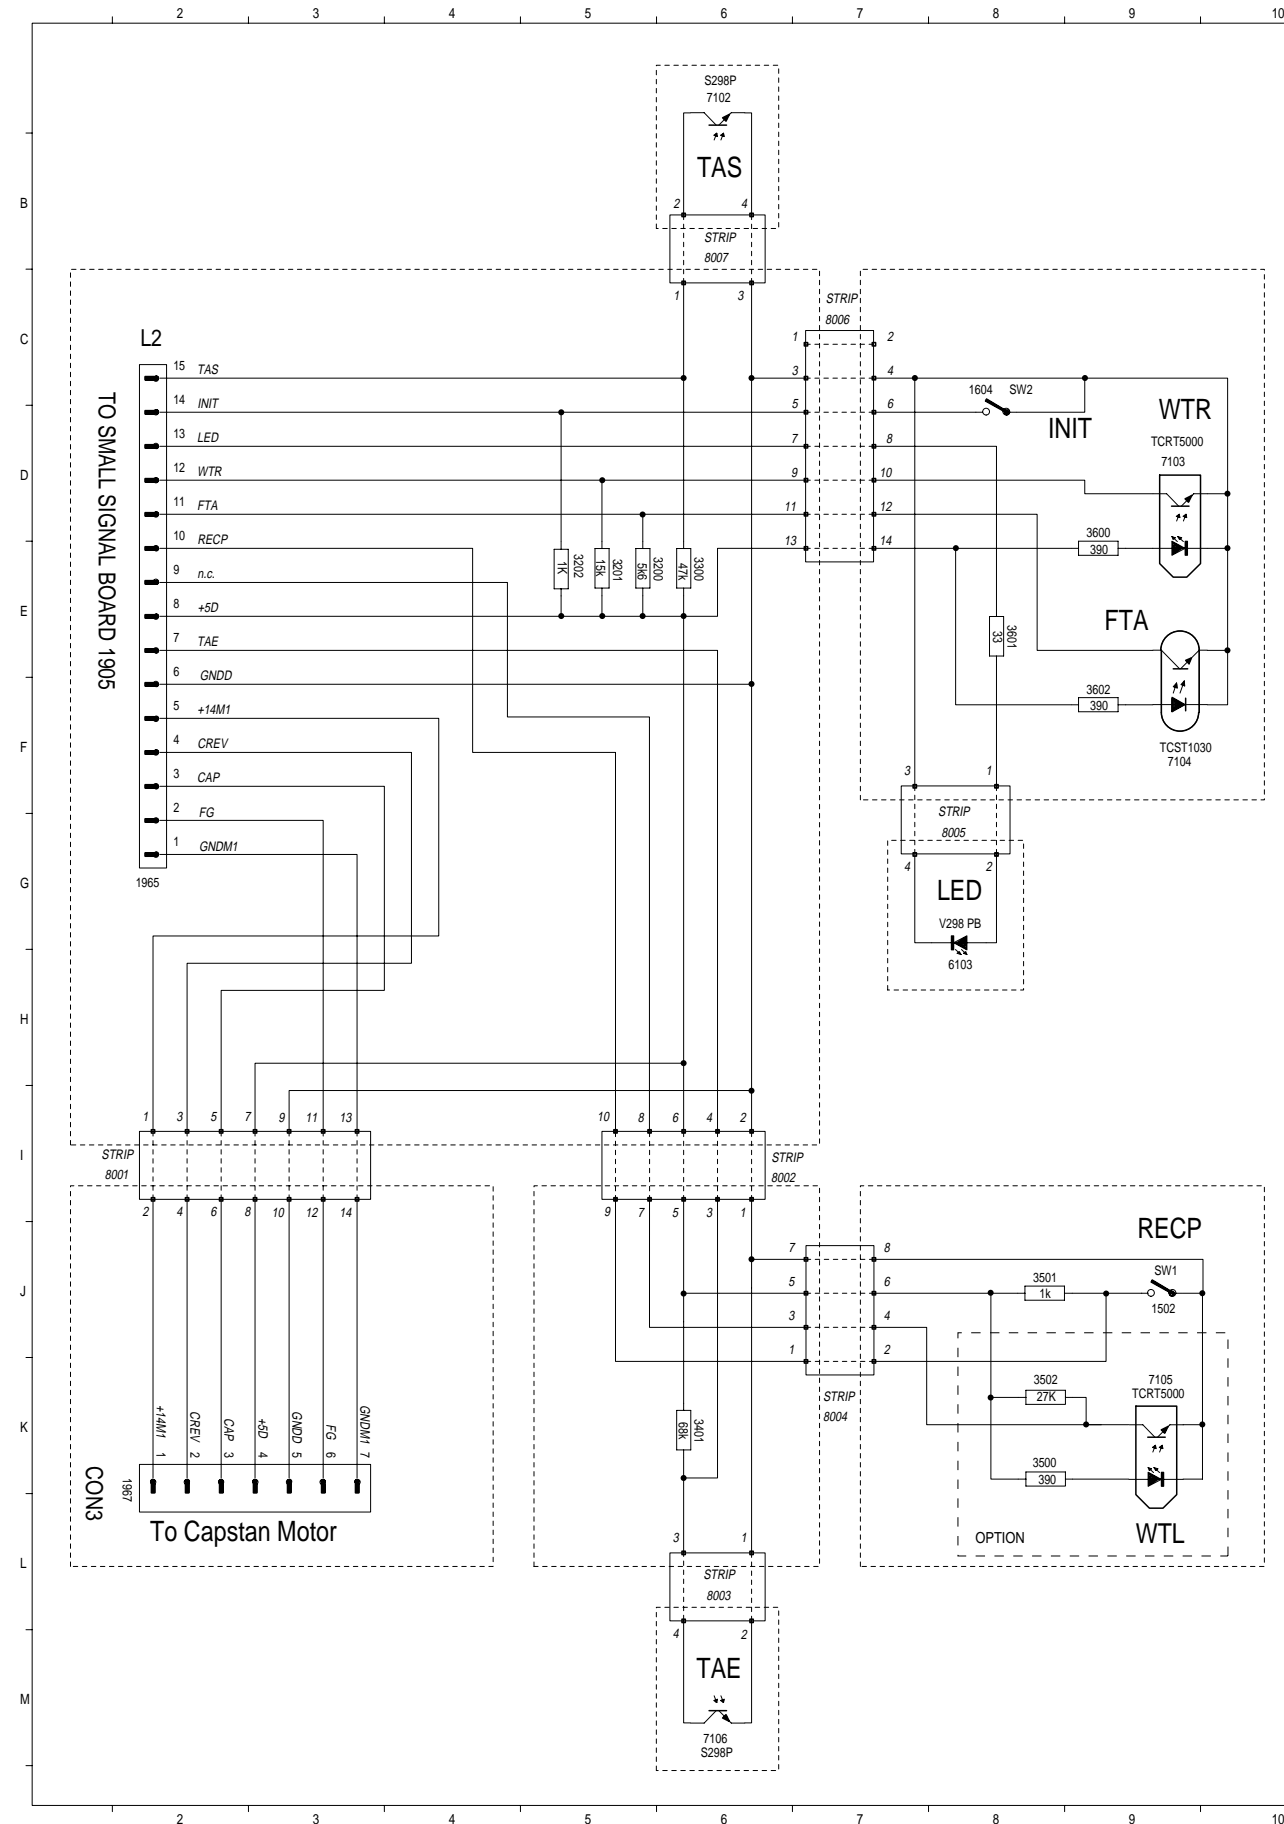 2 3 4 5 6 7 8 9 10
S298P
7102
TAS
B
2 4
STRIP
8007
1 3
STRIP
8006
C
L2
1 2
15 TAS
3 4
14 INIT
5 6
1604 SW2
INIT
WTR
13 LED
7 8
TCRT5000
7103
D
12 WTR
9 10
11 FTA
11 12
10 RECP
13 14
3600
390
TO SMALL SIGNAL BOARD 1905
9 n.c.
3202
1K
3201
15k
3200
5k6
3300
47k
E
8 +5D
FTA
3601
33
7 TAE
6 GNDD
3602
390
5 +14M1
F
4 CREV
TCST1030
7104
3 CAP
3 1
2 FG
STRIP
8005
1 GNDM1
4 2
1965
G
LED
V298 PB
6103
H
1 3 5 7 9 11 13
10 8 6 4 2
I
STRIP
8001
STRIP
8002
2 4 6 8 10 12 14
9 7 5 3 1
RECP
7 8
J
5 6
3501
1k
SW1
1502
3 4
1 2
STRIP
8004
3502
27K
7105
TCRT5000
K
+14M1 1
CREV 2
CAP 3
+5D 4
GNDD 5
FG 6
GNDM1 7
3401
68k
3500
390
CON3
1967
To Capstan Motor
OPTION
WTL
L
3 1
STRIP
8003
4 2
TAE
M
7106
S298P
2 3 4 5 6 7 8 9 10